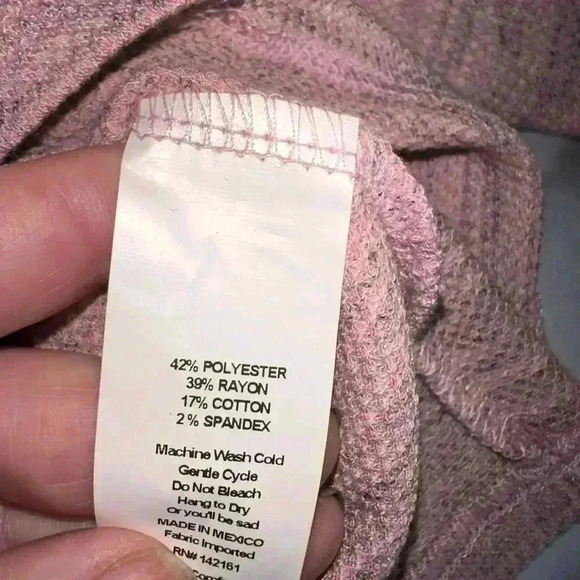 42% POLYESTER
39% RAYON
17% COTTON
2% SPANDEX
Machine Wash Cold
Gentle Cycle
Do Not Bleach
Hang to Dry
Or you'll be sad
MADE IN MEXICO
Fabric Imported
RN# 142161